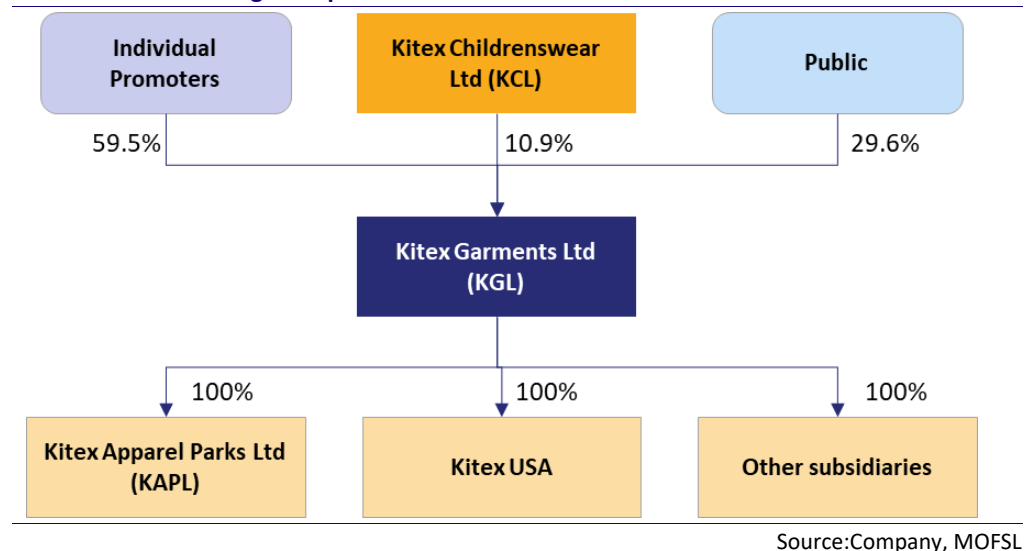 Individual
Promoters
Kitex Childrenswear
Ltd (KCL)
Public
59.5%
10.9%
29.6%
Kitex Garments Ltd
(KGL)
100%
100%
100%
Kitex Apparel Parks Ltd
(KAPL)
Kitex USA
Other subsidiaries
Source:Company, MOFSL